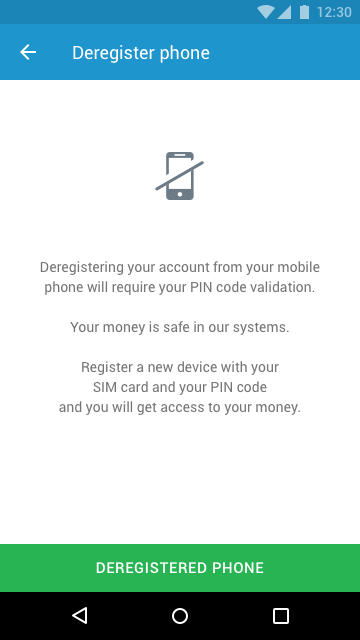 12:30
Deregister phone
Deregistering your account from your mobile
phone will require your PIN code validation.
Your money is safe in our systems.
Register a new device with your
SIM card and your PIN code
and you will get access to your money.
DEREGISTERED PHONE